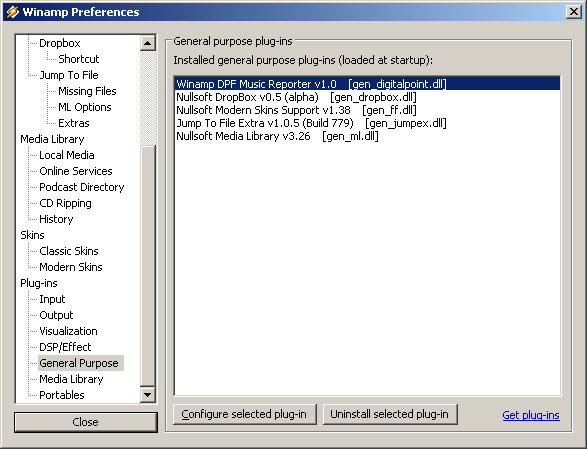 Winamp Preferences
Dropbox
Shortcut
Jump To File
Missing Files
ML Options
Extras
Media Library
Local Media
Online Services
Podcast Directory
CD Ripping
History
Skins
Classic Skins
Modern Skins
Plug-ins
Input
Output
Visualization
DSP/Effect
General Purpose
Media Library
Portables
Close
General purpose plug-ins
Installed general purpose plug-ins (loaded at startup):
Winamp DPF Music Reporter v1.0 [gen_digitalpoint.dll]
Nullsoft DropBox v0.5 (alpha) [gen_dropbox.dll]
Nullsoft Modern Skins Support v1.38 [gen_ff.dll]
Jump To File Extra v1.0.5 (Build 779) [gen_jumpex.dll]
Nullsoft Media Library v3.26 [gen_ml.dll]
Configure selected plug-in
Uninstall selected plug-in
Get plug-ins